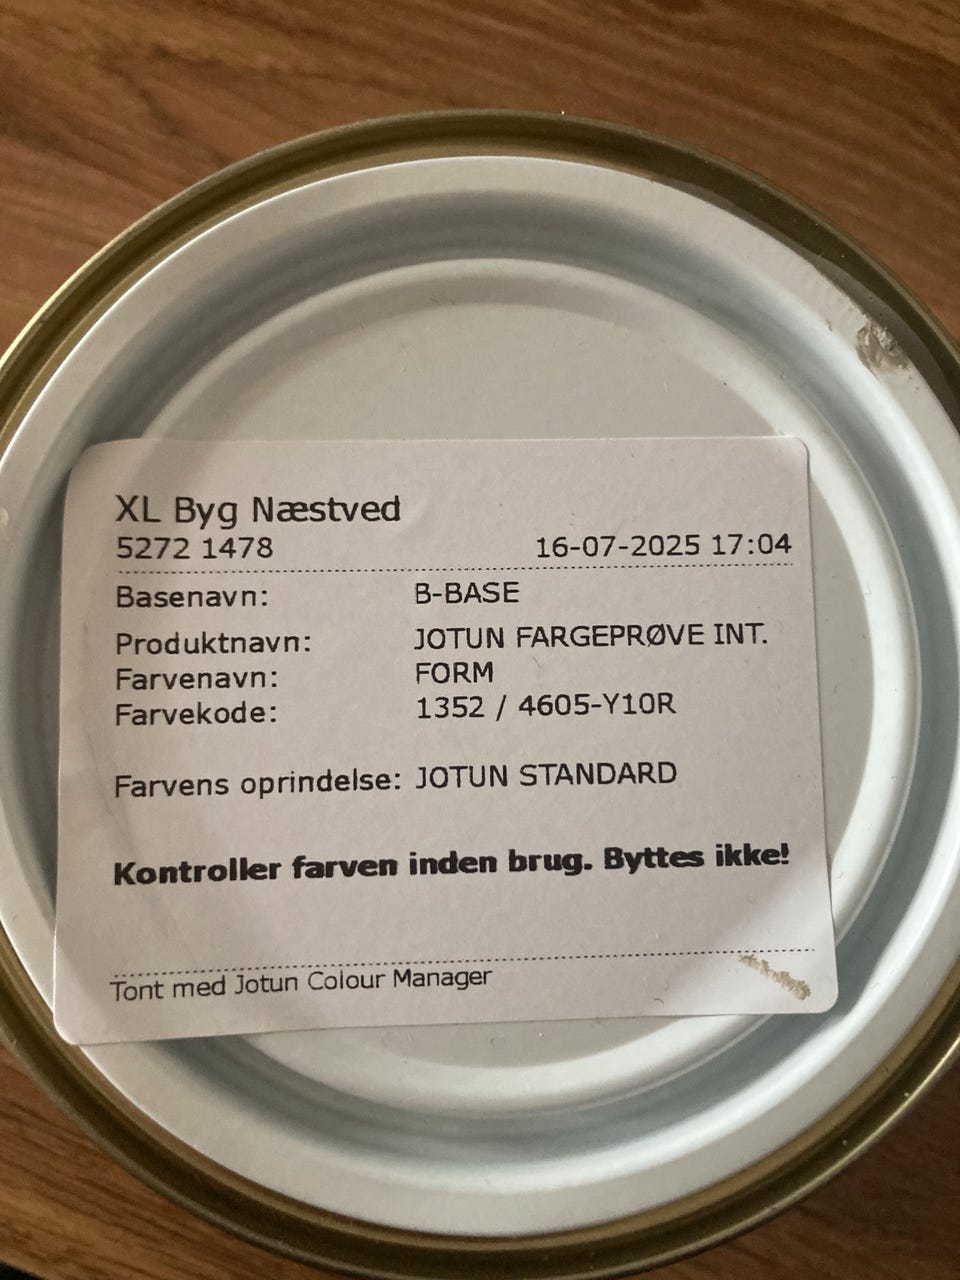 XL Byg Næstved
5272 1478 16-07-2025 17:04
Basenavn: B-BASE
Produktnavn: JOTUN FARGEPRØVE INT.
Farvenavn: FORM
Farvekode: 1352 / 4605-Y10R
Farvens oprindelse: JOTUN STANDARD
Kontroller farven inden brug. Byttes ikke!
Tont med Jotun Colour Manager